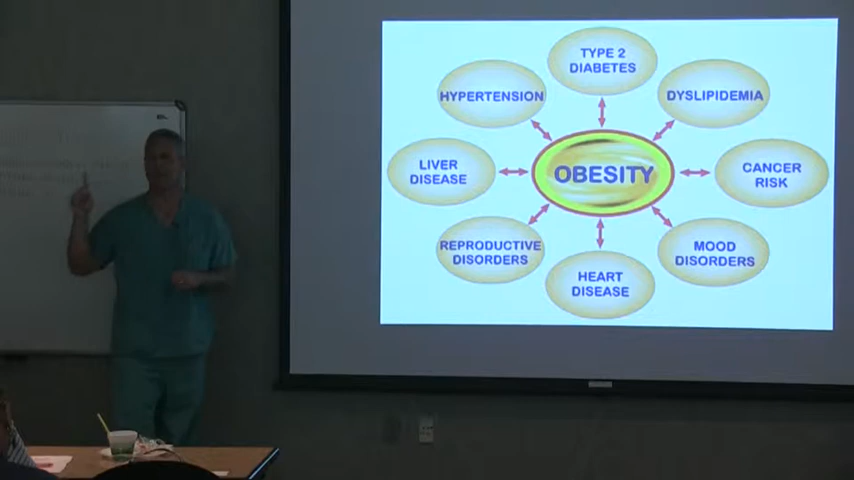 TYPE 2
DIABETES
HYPERTENSION
DYSLIPIDEMIA
LIVER
DISEASE
OBESITY
CANCER
RISK
REPRODUCTIVE
DISORDERS
MOOD
DISORDERS
HEART
DISEASE